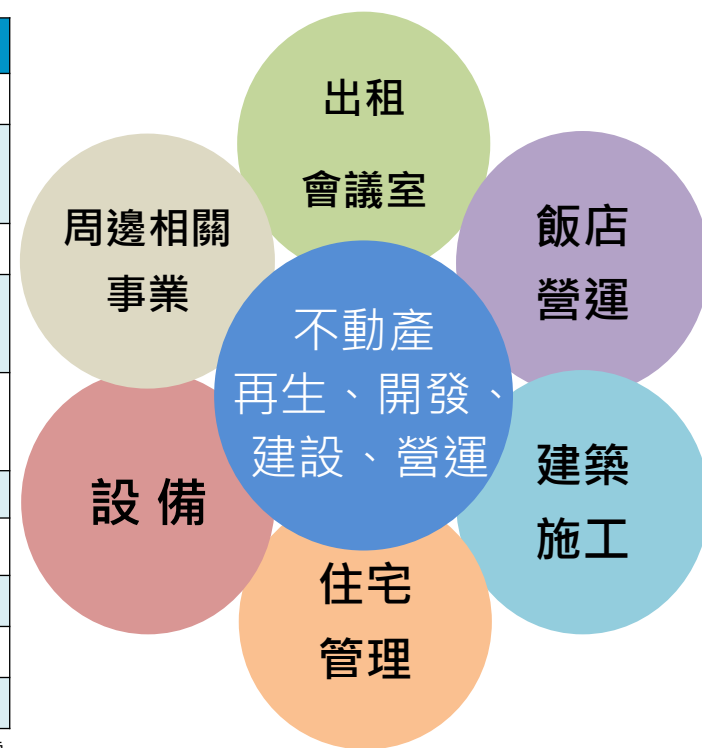 出租
會議室
周邊相關
事業
飯店
營運
不動產
再生、開發、
建設、營運
設 備
建築
施工
住宅
管理